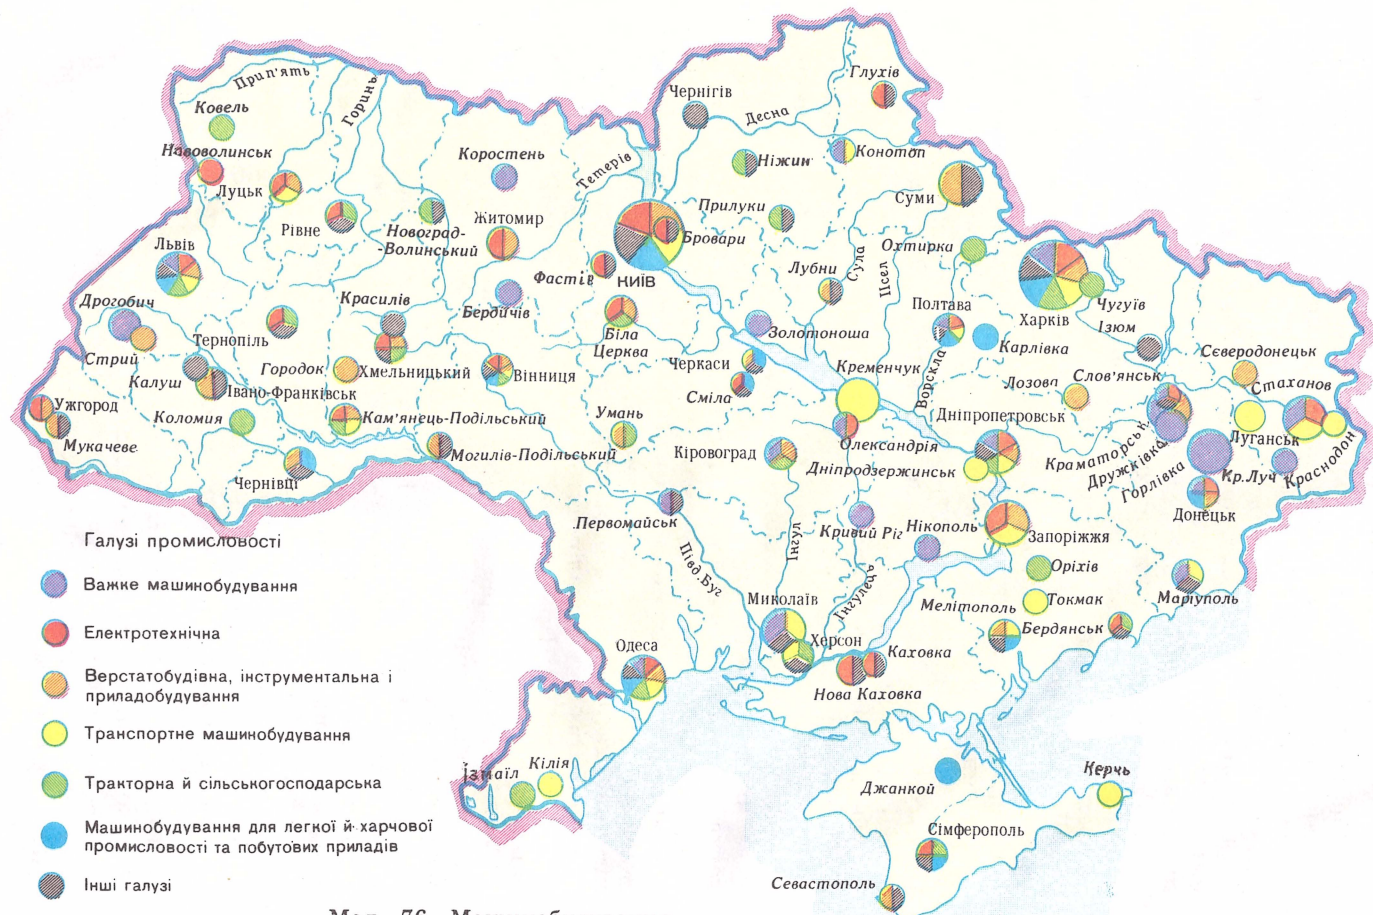 Глухів
Чернігів
Прип'ять
Горинь
Десна
Ковель
Нововолинськ
Коростень
Тетерів
Ніжин
Конотоп
Луцьк
Суми
Прилуки
Рівне
Новоград-
-Волинський
Житомир
Бровари
Охтирка
Львів
Сула
Псел
Фастів
КИЇВ
Лубни
Дрогобич
Красилів
Бердичів
Полтава
Чугуїв
Харків
Ізюм
Біла
Церква
Золотоноша
Карлівка
Тернопіль
Стрий
Сєверодонецьк
Калуш
Городок
Хмельницький
Вінниця
Черкаси
Кременчук
Ворскла
Лозова
Слов'янськ
Стаханов
Івано-Франківськ
Сміла
Ужгород
Коломия
Кам'янець-Подільський
Умань
Дніпропетровськ
Мукачеве
Могилів-Подільський
Кіровоград
Олександрія
Луганськ
Краматорськ
Дружківка
Горлівка
Кр.Луч
Краснодон
Чернівці
Дніпродзержинськ
Донецьк
Первомайськ
Інгул
Кривий Ріг
Нікополь
Запоріжжя
Півд. Буг
Оріхів
Інгулець
Миколаїв
Мелітополь
Токмак
Маріуполь
Бердянськ
Одеса
Херсон
Каховка
Нова Каховка
Ізмаїл
Кілія
Джанкой
Керчь
Сімферополь
Севастополь
Галузі промисловості
Важке машинобудування
Електротехнічна
Верстатобудівна, інструментальна і
приладобудування
Транспортне машинобудування
Тракторна й сільськогосподарська
Машинобудування для легкої й харчової
промисловості та побутових приладів
Інші галузі